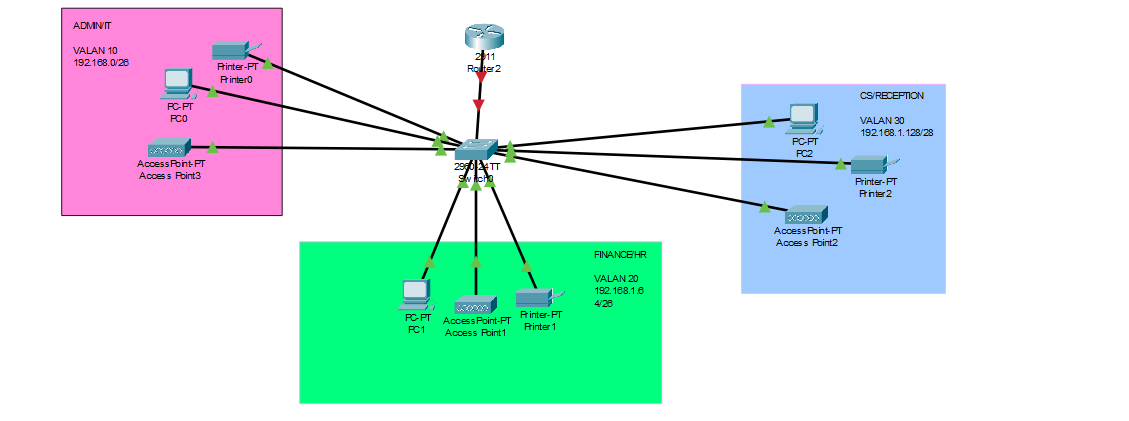 ADMIN/IT
VALAN 10
192.168.0/26
Printer-PT
Printer0
PC-PT
PC0
AccessPoint-PT
Access Point3
2911
Router2
2960-24TT
Switch0
CS/RECEPTION
VALAN 30
192.168.1.128/28
PC-PT
PC2
Printer-PT
Printer2
AccessPoint-PT
Access Point2
FINANCE/HR
VALAN 20
192.168.1.6
4/26
PC-PT
PC1
AccessPoint-PT
Access Point1
Printer-PT
Printer1